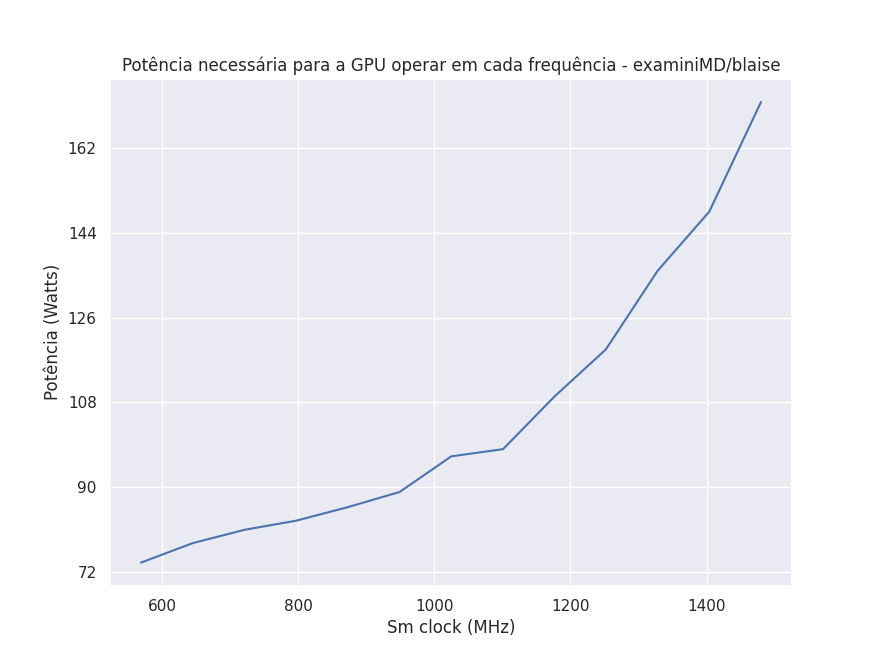 Potência necessária para a GPU operar em cada frequência - examiniMD/blaise
162
144
126
108
90
72
Potência (Watts)
600 800 1000 1200 1400
Sm clock (MHz)